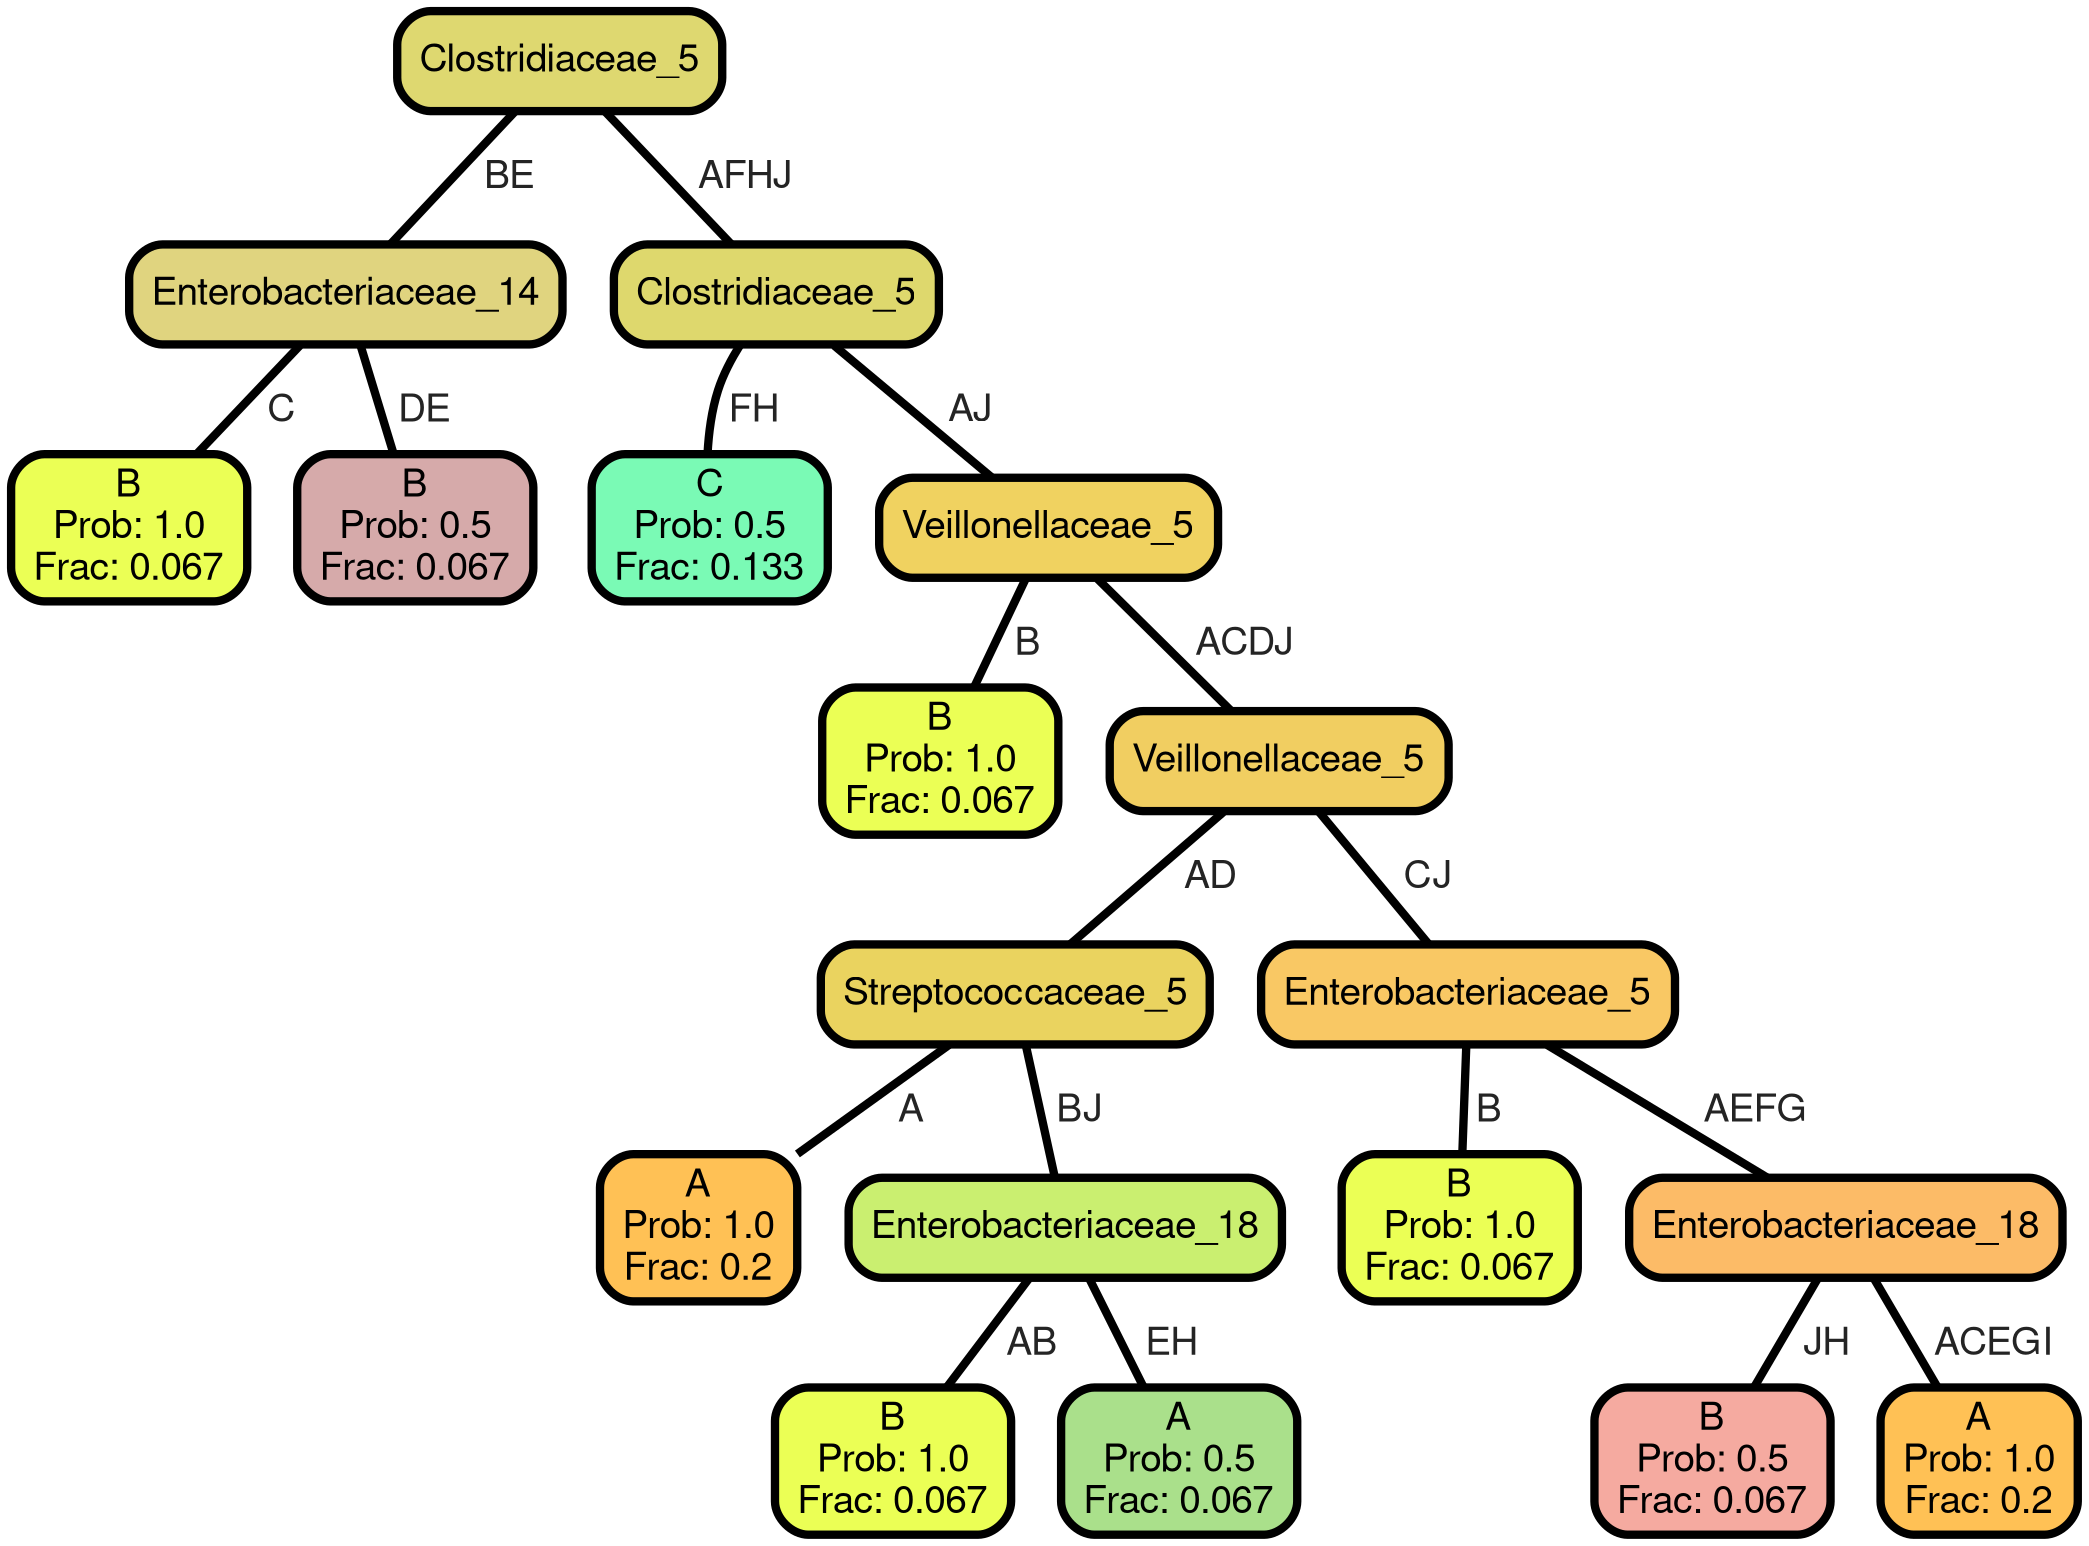 Clostridiaceae_5
BE
AFHJ
Enterobacteriaceae_14
Clostridiaceae_5
C
DE
FH
AJ
B
Prob: 1.0
Frac: 0.067
B
Prob: 0.5
Frac: 0.067
C
Prob: 0.5
Frac: 0.133
Veillonellaceae_5
B
ACDJ
B
Prob: 1.0
Frac: 0.067
Veillonellaceae_5
AD
CJ
Streptococcaceae_5
Enterobacteriaceae_5
A
BJ
B
AEFG
A
Prob: 1.0
Frac: 0.2
Enterobacteriaceae_18
B
Prob: 1.0
Frac: 0.067
Enterobacteriaceae_18
AB
EH
JH
ACEGI
B
Prob: 1.0
Frac: 0.067
A
Prob: 0.5
Frac: 0.067
B
Prob: 0.5
Frac: 0.067
A
Prob: 1.0
Frac: 0.2